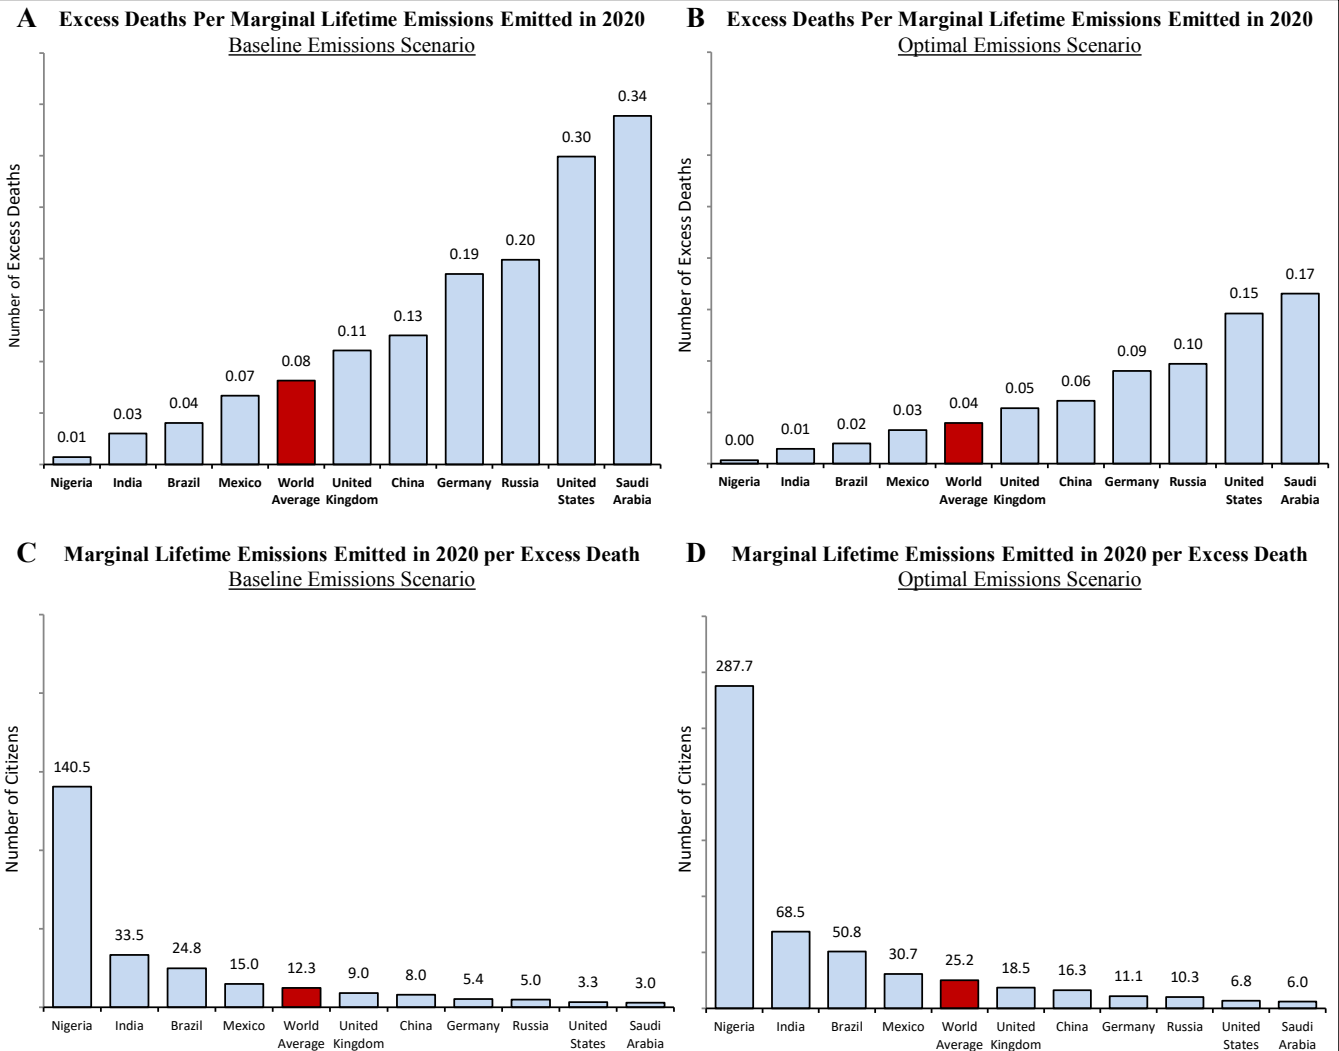 A Excess Deaths Per Marginal Lifetime Emissions Emitted in 2020
Baseline Emissions Scenario
Number of Excess Deaths
0.01 0.03 0.04 0.07 0.08 0.11 0.13 0.19 0.20 0.30 0.34
Nigeria India Brazil Mexico World United China Germany Russia United Saudi
Average Kingdom States Arabia
B Excess Deaths Per Marginal Lifetime Emissions Emitted in 2020
Optimal Emissions Scenario
Number of Excess Deaths
0.00 0.01 0.02 0.03 0.04 0.05 0.06 0.09 0.10 0.15 0.17
Nigeria India Brazil Mexico World United China Germany Russia United Saudi
Average Kingdom States Arabia
C Marginal Lifetime Emissions Emitted in 2020 per Excess Death
Baseline Emissions Scenario
Number of Citizens
140.5 33.5 24.8 15.0 12.3 9.0 8.0 5.4 5.0 3.3 3.0
Nigeria India Brazil Mexico World United China Germany Russia United Saudi
Average Kingdom States Arabia
D Marginal Lifetime Emissions Emitted in 2020 per Excess Death
Optimal Emissions Scenario
Number of Citizens
287.7 68.5 50.8 30.7 25.2 18.5 16.3 11.1 10.3 6.8 6.0
Nigeria India Brazil Mexico World United China Germany Russia United Saudi
Average Kingdom States Arabia